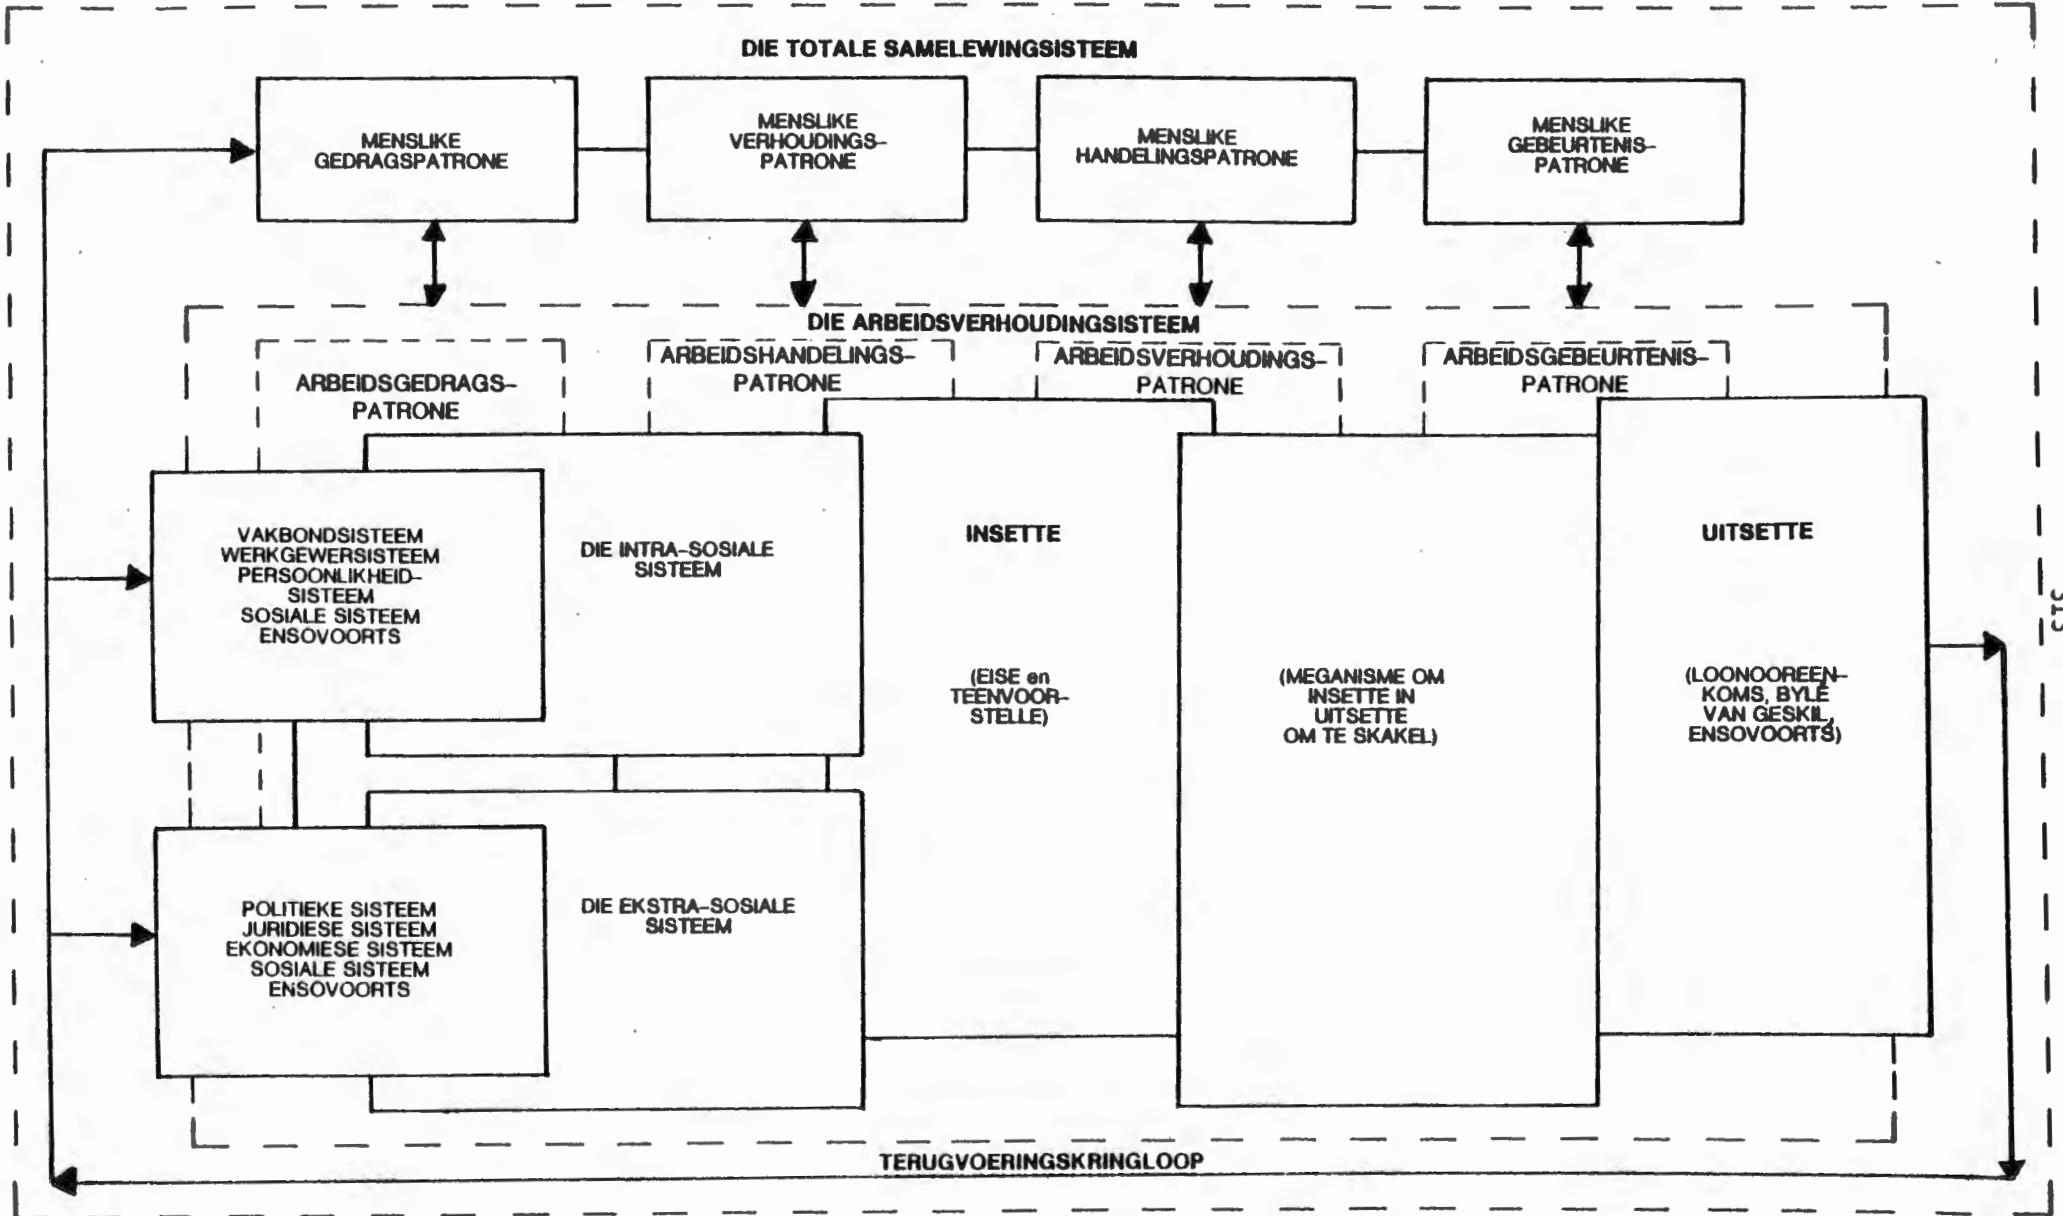 DIE TOTALE SAMELEWINGSISTEEM
MENSLIKE
GEDRAGSPATRONE
MENSLIKE
VERHOUDINGS-
PATRONE
MENSLIKE
HANDELINGSPATRONE
MENSLIKE
GEBEURTENIS-
PATRONE
DIE ARBEIDSVERHOUDINGSISTEEM
ARBEIDSGEDRAGS-
PATRONE
ARBEIDSHANDELINGS-
PATRONE
ARBEIDSVERHOUDINGS-
PATRONE
ARBEIDSGEBEURTENIS-
PATRONE
VAKBONDSISTEEM
WERKGEWERSISTEEM
PERSOONLIKHEID-
SISTEEM
SOSIALE SISTEEM
ENSOVOORTS
DIE INTRA-SOSIALE
SISTEEM
INSETTE
(EISE en
TEENVOOR-
STELLE)
(MEGANISME OM
INSETTE IN
UITSETTE
OM TE SKAKEL)
UITSETTE
(LOONOOREEN-
KOMS, BYLE
VAN GESKIL,
ENSOVOORTS)
POLITIEKE SISTEEM
JURIDIESE SISTEEM
EKONOMIESE SISTEEM
SOSIALE SISTEEM
ENSOVOORTS
DIE EKSTRA-SOSIALE
SISTEEM
TERUGVOERINGSKRINGLOOP